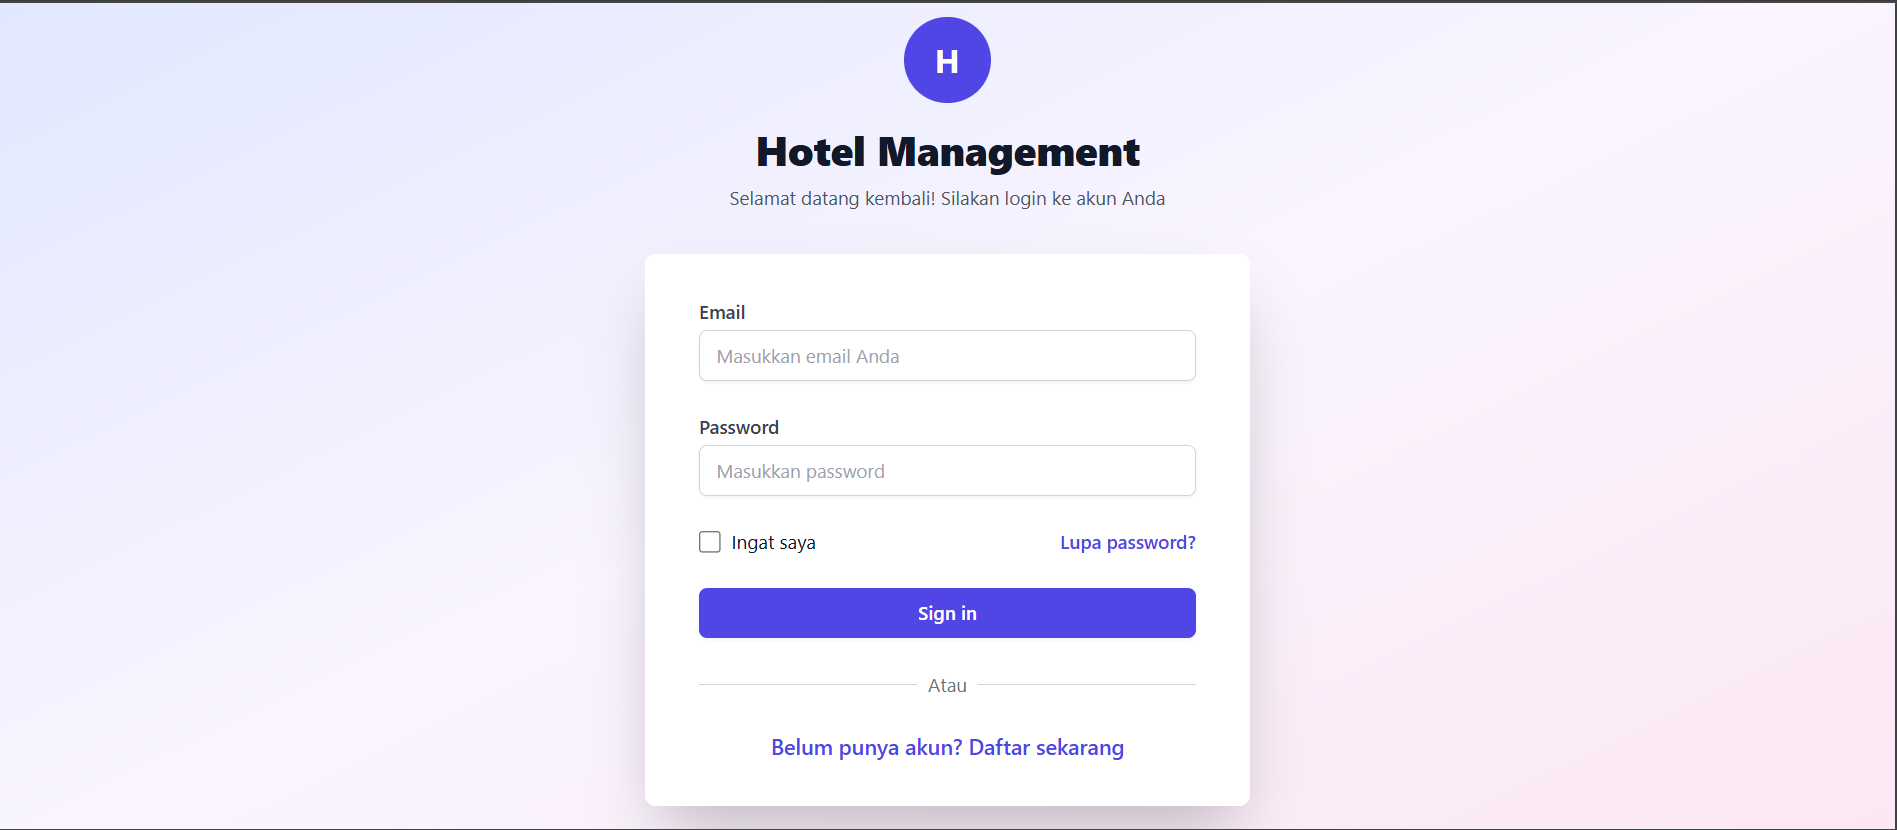 H
Hotel Management
Selamat datang kembali! Silakan login ke akun Anda
Email
Masukkan email Anda
Password
Masukkan password
Ingat saya
Lupa password?
Sign in
Atau
Belum punya akun? Daftar sekarang